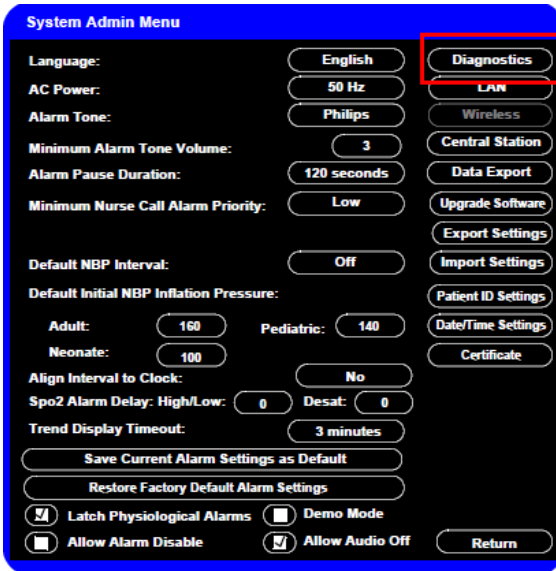 System Admin Menu
Language: English Diagnostics
AC Power: 50 Hz LAN
Alarm Tone: Philips Wireless
Minimum Alarm Tone Volume: 3 Central Station
Alarm Pause Duration: 120 seconds Data Export
Minimum Nurse Call Alarm Priority: Low Upgrade Software
Export Settings
Default NBP Interval: Off Import Settings
Default Initial NBP Inflation Pressure: Patient ID Settings
Adult: 160 Pediatric: 140 Date/Time Settings
Neonate: 100 Certificate
Align Interval to Clock: No
Spo2 Alarm Delay: High/Low: 0 Desat: 0
Trend Display Timeout: 3 minutes
Save Current Alarm Settings as Default
Restore Factory Default Alarm Settings
Latch Physiological Alarms Demo Mode
Allow Alarm Disable Allow Audio Off Return